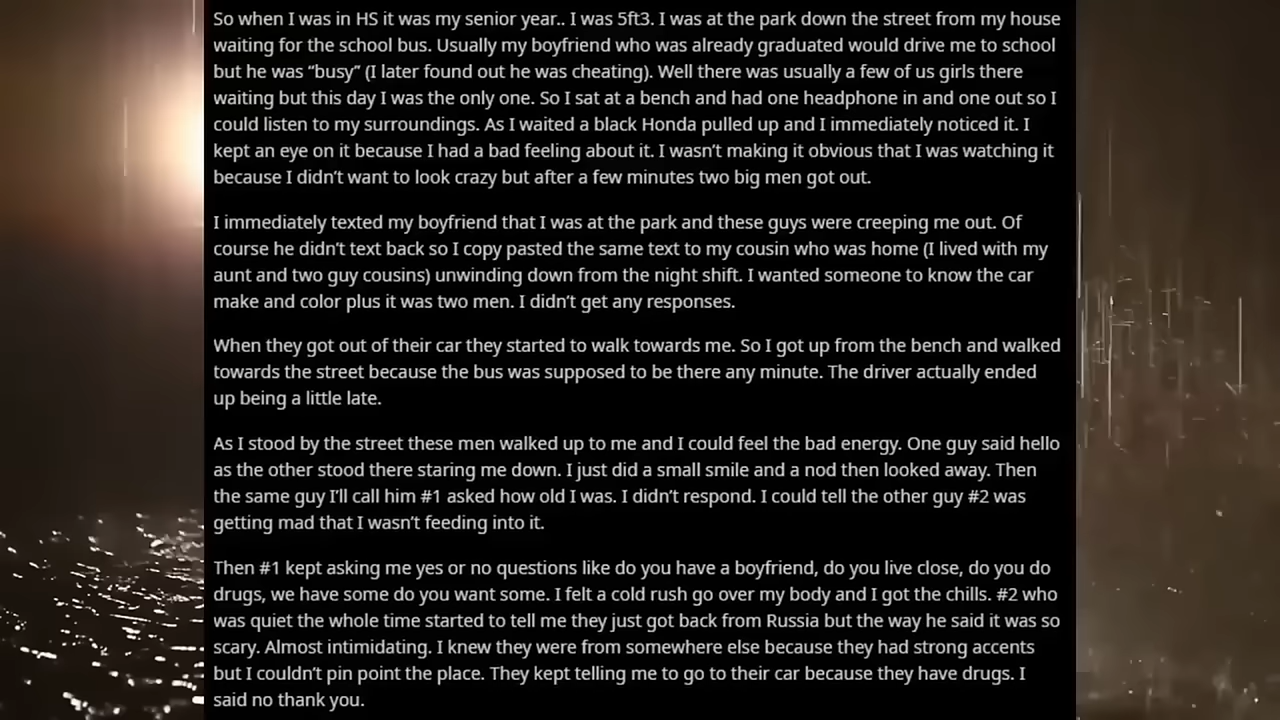 So when I was in HS it was my senior year.. I was 5ft3. I was at the park down the street from my house
waiting for the school bus. Usually my boyfriend who was already graduated would drive me to school
but he was “busy” (I later found out he was cheating). Well there was usually a few of us girls there
waiting but this day I was the only one. So I sat at a bench and had one headphone in and one out so I
could listen to my surroundings. As I waited a black Honda pulled up and I immediately noticed it. I
kept an eye on it because I had a bad feeling about it. I wasn’t making it obvious that I was watching it
because I didn’t want to look crazy but after a few minutes two big men got out.
I immediately texted my boyfriend that I was at the park and these guys were creeping me out. Of
course he didn’t text back so I copy pasted the same text to my cousin who was home (I lived with my
aunt and two guy cousins) unwinding down from the night shift. I wanted someone to know the car
make and color plus it was two men. I didn’t get any responses.
When they got out of their car they started to walk towards me. So I got up from the bench and walked
towards the street because the bus was supposed to be there any minute. The driver actually ended
up being a little late.
As I stood by the street these men walked up to me and I could feel the bad energy. One guy said hello
as the other stood there staring me down. I just did a small smile and a nod then looked away. Then
the same guy I’ll call him #1 asked how old I was. I didn’t respond. I could tell the other guy #2 was
getting mad that I wasn’t feeding into it.
Then #1 kept asking me yes or no questions like do you have a boyfriend, do you live close, do you do
drugs, we have some do you want some. I felt a cold rush go over my body and I got the chills. #2 who
was quiet the whole time started to tell me they just got back from Russia but the way he said it was so
scary. Almost intimidating. I knew they were from somewhere else because they had strong accents
but I couldn’t pin point the place. They kept telling me to go to their car because they have drugs. I
said no thank you.